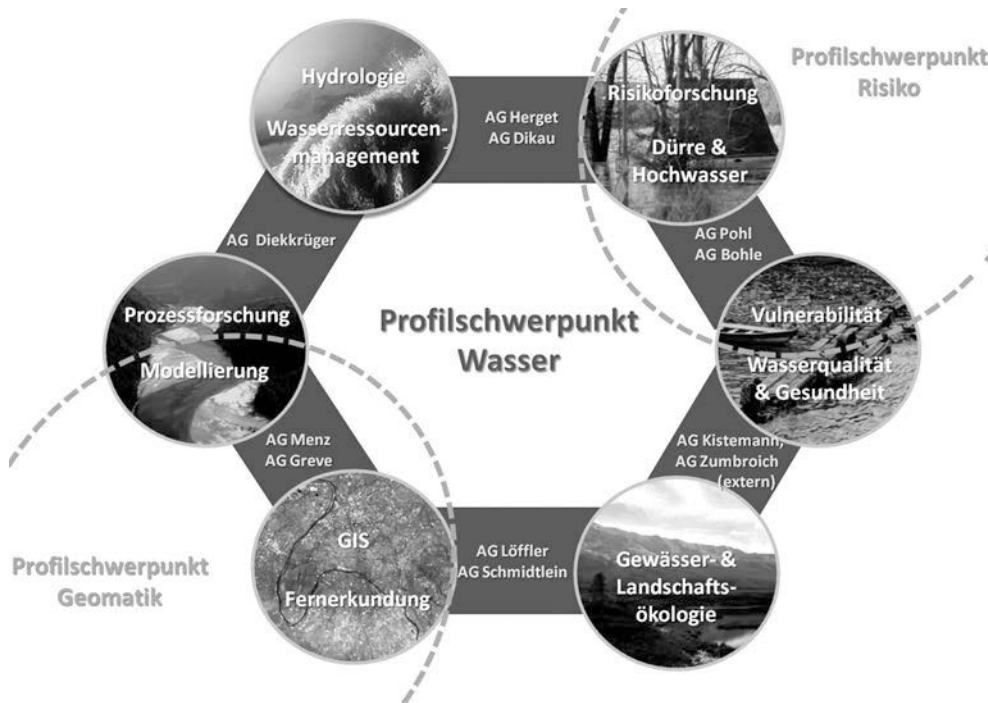 Profilschwerpunkt
Risiko
Hydrologie
Wasserressourcen-
management
AG Herget
AG Dikau
Risikoforschung
Dürre &
Hochwasser
AG Diekkrüger
AG Pohl
AG Bohle
Prozessforschung
Modellierung
Profilschwerpunkt
Wasser
Vulnerabilität
Wasserqualität
& Gesundheit
AG Menz
AG Greve
AG Kistemann,
AG Zumbroich
(extern)
Profilschwerpunkt
Geomatik
GIS
Fernerkundung
AG Löffler
AG Schmidtlein
Gewässer- &
Landschafts-
ökologie